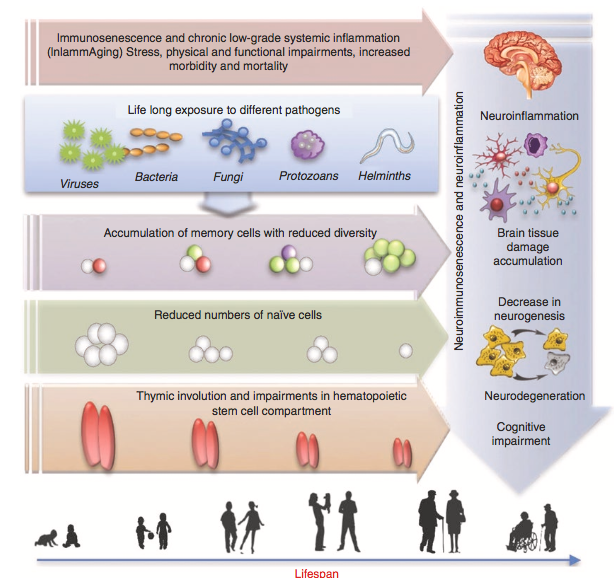 Immunosenescence and chronic low-grade systemic inflammation
(InlammAging) Stress, physical and functional impairments, increased
morbidity and mortality
Life long exposure to different pathogens
Viruses
Bacteria
Fungi
Protozoans
Helminths
Accumulation of memory cells with reduced diversity
Reduced numbers of naïve cells
Thymic involution and impairments in hematopoietic
stem cell compartment
Neuroimmunosenescence and neuroinflammation
Neuroinflammation
Brain tissue
damage
accumulation
Decrease in
neurogenesis
Neurodegeneration
Cognitive
impairment
Lifespan